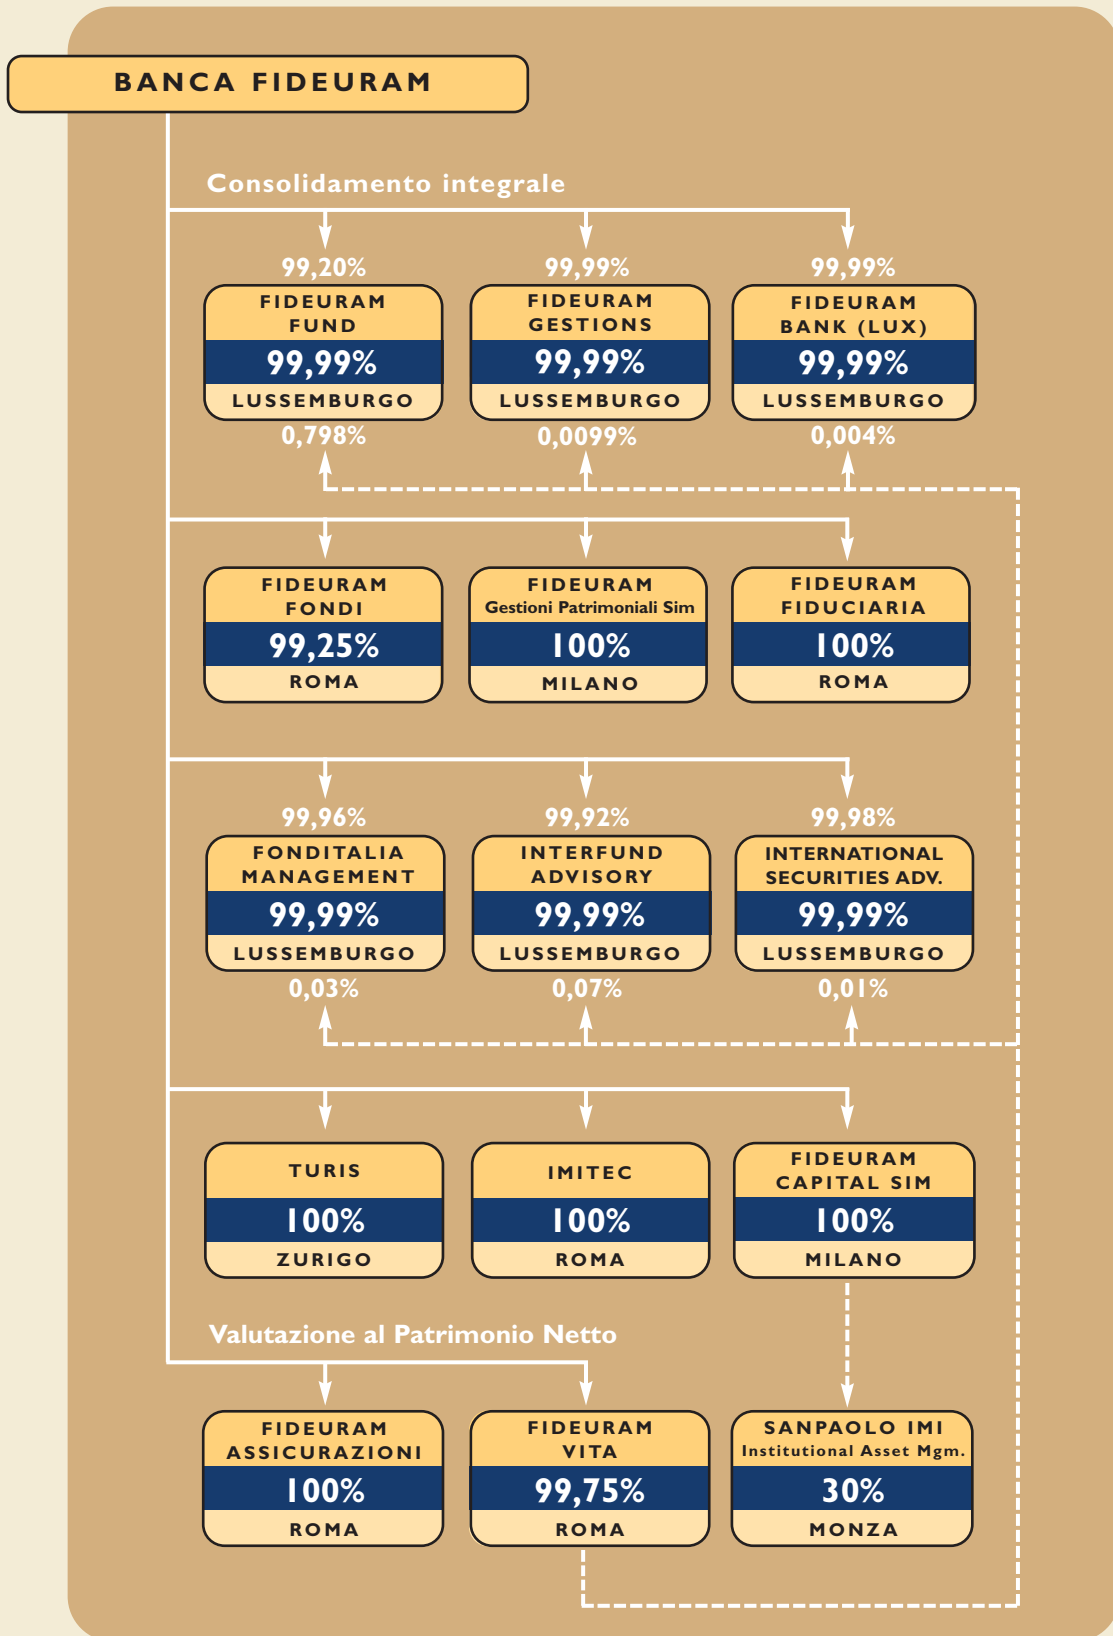 BANCA FIDEURAM
Consolidamento integrale
99,20%
99,99%
99,99%
FIDEURAM
FUND
99,99%
LUSSEMBURGO
0,798%
FIDEURAM
GESTIONS
99,99%
LUSSEMBURGO
0,0099%
FIDEURAM
BANK (LUX)
99,99%
LUSSEMBURGO
0,004%
FIDEURAM
FONDI
99,25%
ROMA
FIDEURAM
Gestioni Patrimoniali Sim
100%
MILANO
FIDEURAM
FIDUCIARIA
100%
ROMA
99,96%
99,92%
99,98%
FONDITALIA
MANAGEMENT
99,99%
LUSSEMBURGO
0,03%
INTERFUND
ADVISORY
99,99%
LUSSEMBURGO
0,07%
INTERNATIONAL
SECURITIES ADV.
99,99%
LUSSEMBURGO
0,01%
TURIS
100%
ZURIGO
IMITEC
100%
ROMA
FIDEURAM
CAPITAL SIM
100%
MILANO
Valutazione al Patrimonio Netto
FIDEURAM
ASSICURAZIONI
100%
ROMA
FIDEURAM
VITA
99,75%
ROMA
SANPAOLO IMI
Institutional Asset Mgm.
30%
MONZA